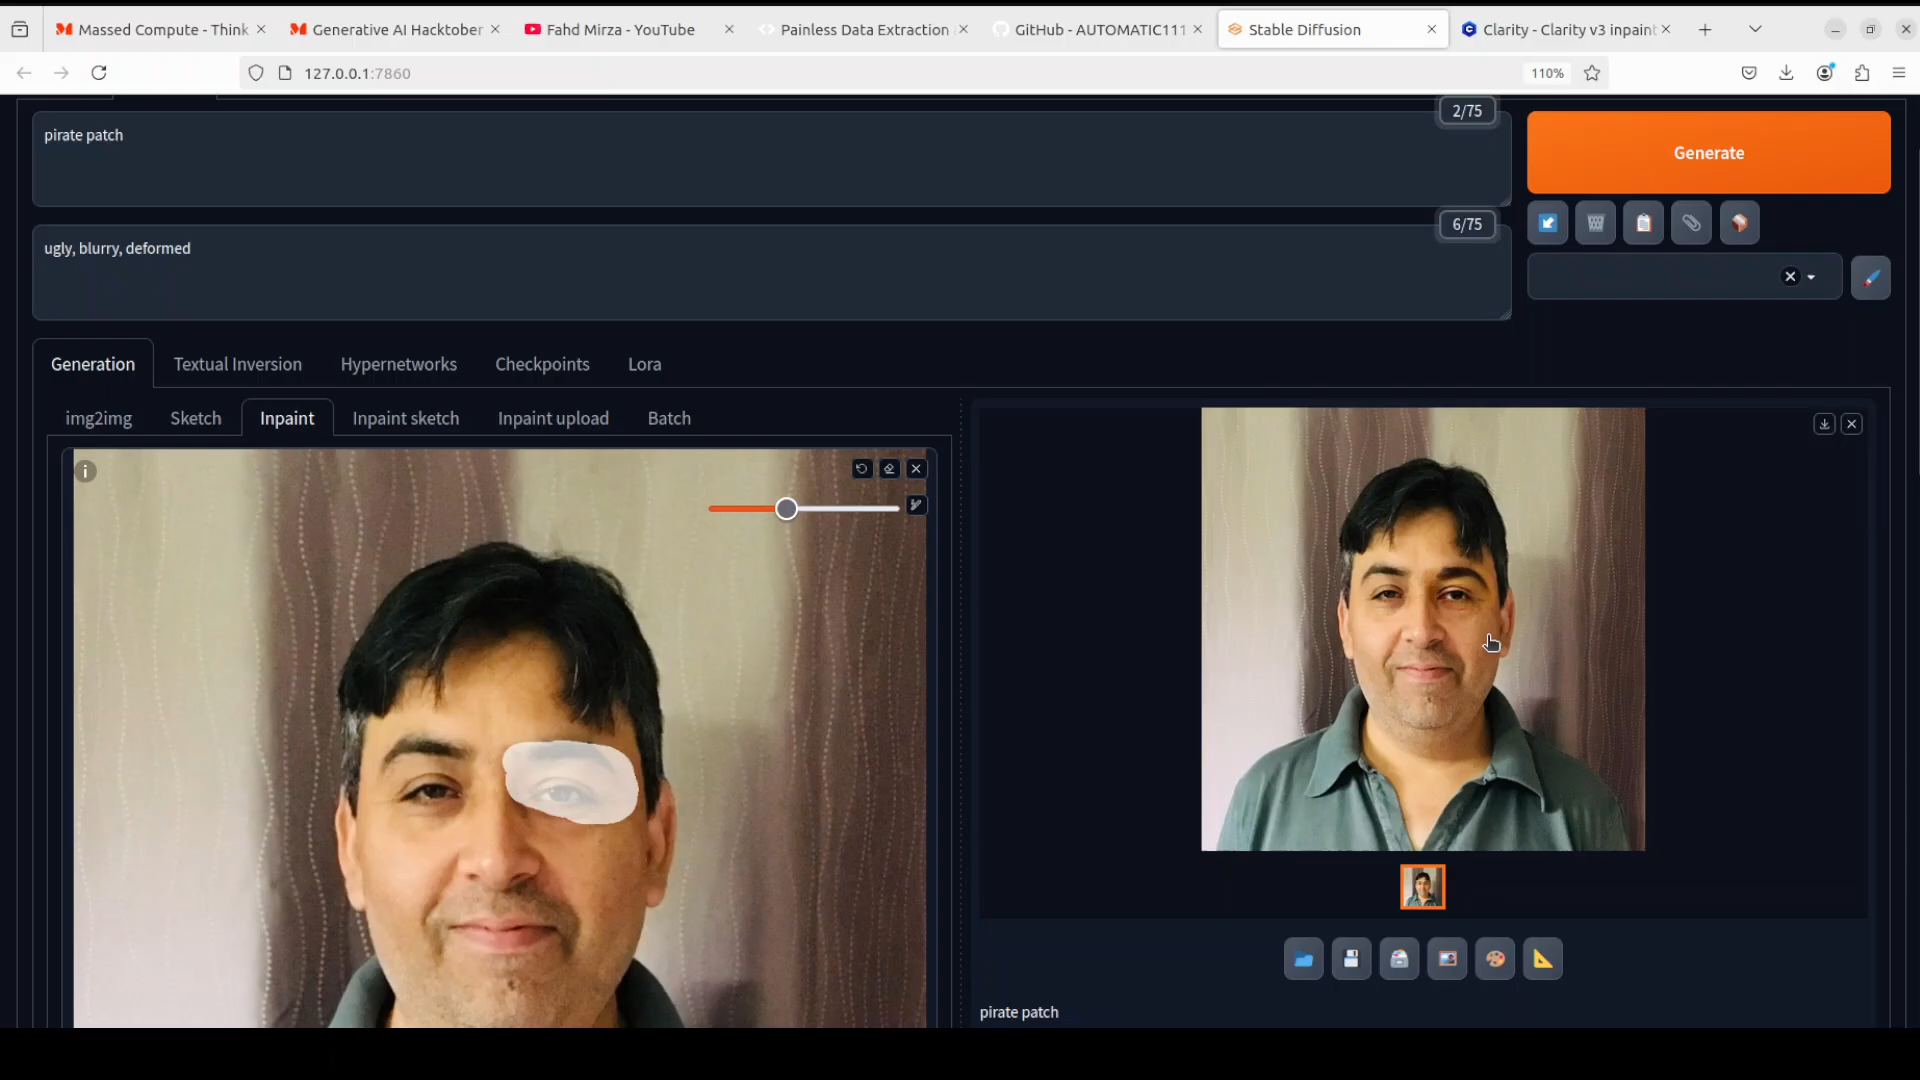 Massed Compute - Think
Generative AI Hacktober
Fahd Mirza - YouTube
Painless Data Extraction
GitHub - AUTOMATIC111
Stable Diffusion
Clarity - Clarity v3 inpaint
127.0.0.1:7860
110%
2/75
pirate patch
Generate
6/75
ugly, blurry, deformed
Generation
Textual Inversion
Hypernetworks
Checkpoints
Lora
img2img
Sketch
Inpaint
Inpaint sketch
Inpaint upload
Batch
pirate patch